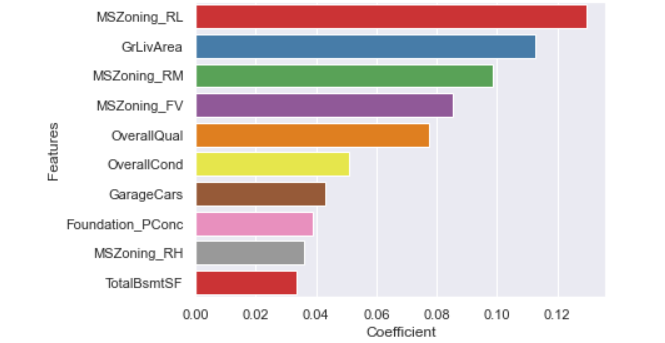 MSZoning_RL
GrLivArea
MSZoning_RM
MSZoning_FV
OverallQual
OverallCond
GarageCars
Foundation_PConc
MSZoning_RH
TotalBsmtSF
Features
0.00 0.02 0.04 0.06 0.08 0.10 0.12
Coefficient